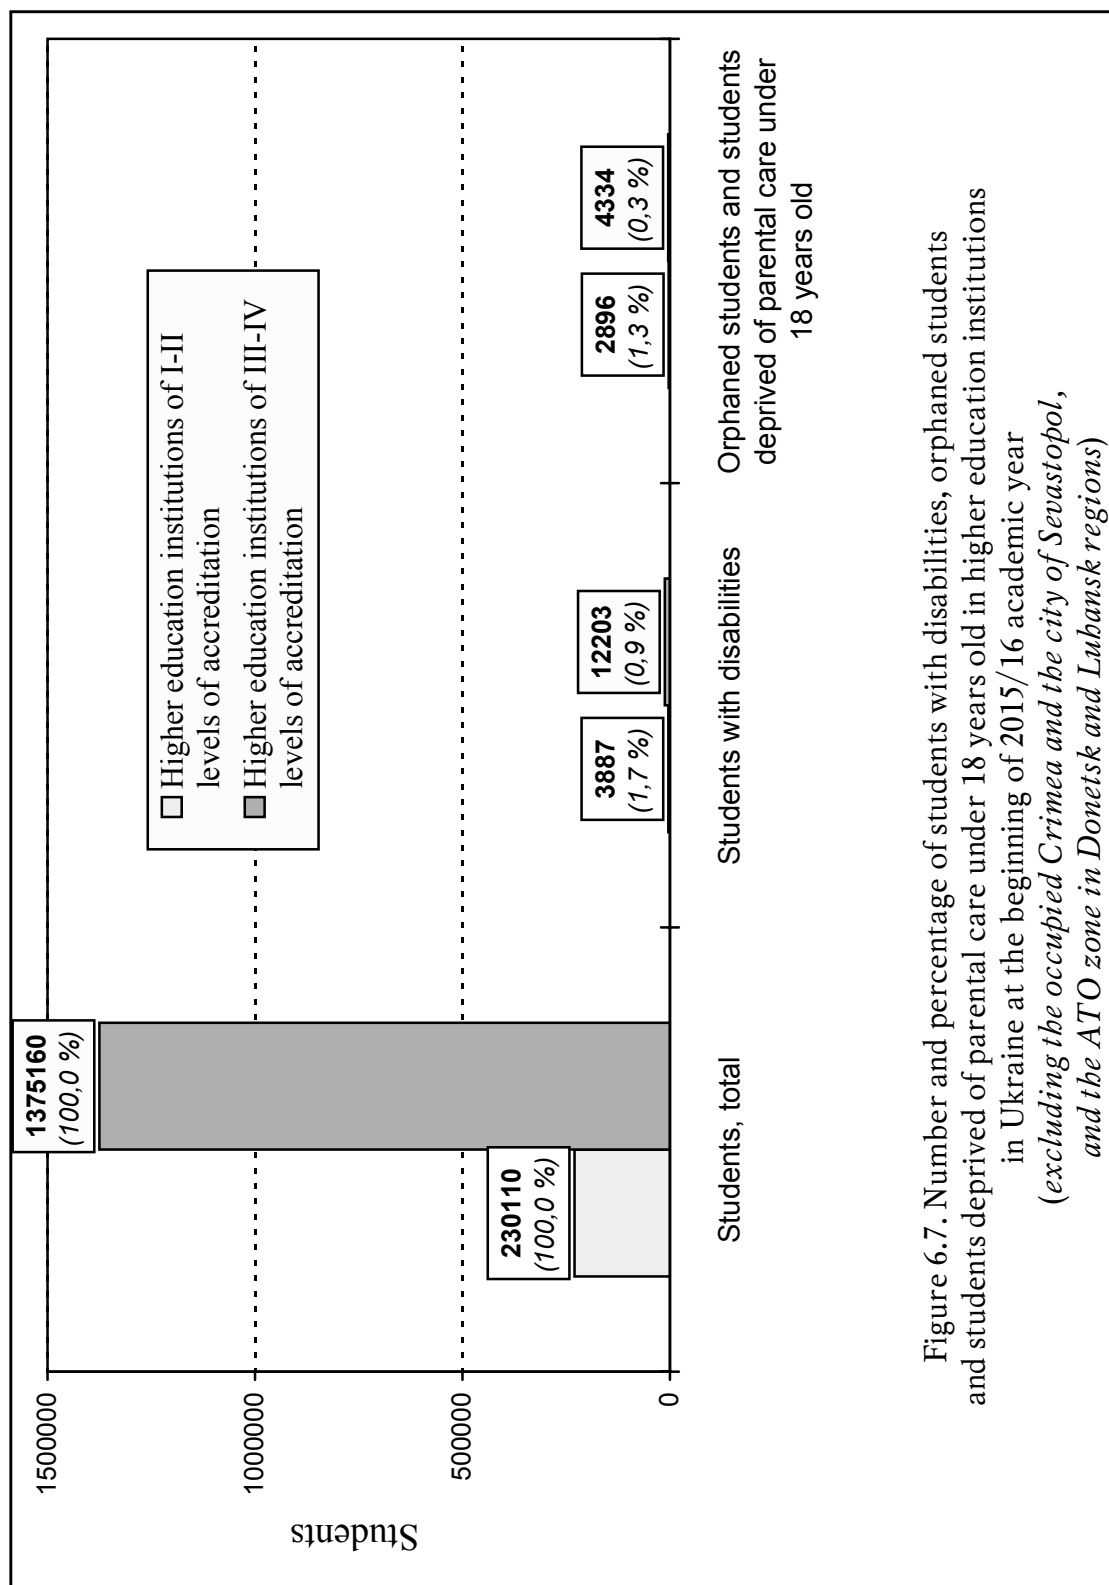 Students
1500000
1000000
500000
0
1375160
(100,0 %)
230110
(100,0 %)
3887
(1,7 %)
12203
(0,9 %)
2896
(1,3 %)
4334
(0,3 %)
Higher education institutions of I-II
levels of accreditation
Higher education institutions of III-IV
levels of accreditation
Students, total
Students with disabilities
Orphaned students and students
deprived of parental care under
18 years old
Figure 6.7. Number and percentage of students with disabilities, orphaned students
and students deprived of parental care under 18 years old in higher education institutions
in Ukraine at the beginning of 2015/16 academic year
(excluding the occupied Crimea and the city of Sevastopol,
and the ATO zone in Donetsk and Luhansk regions)